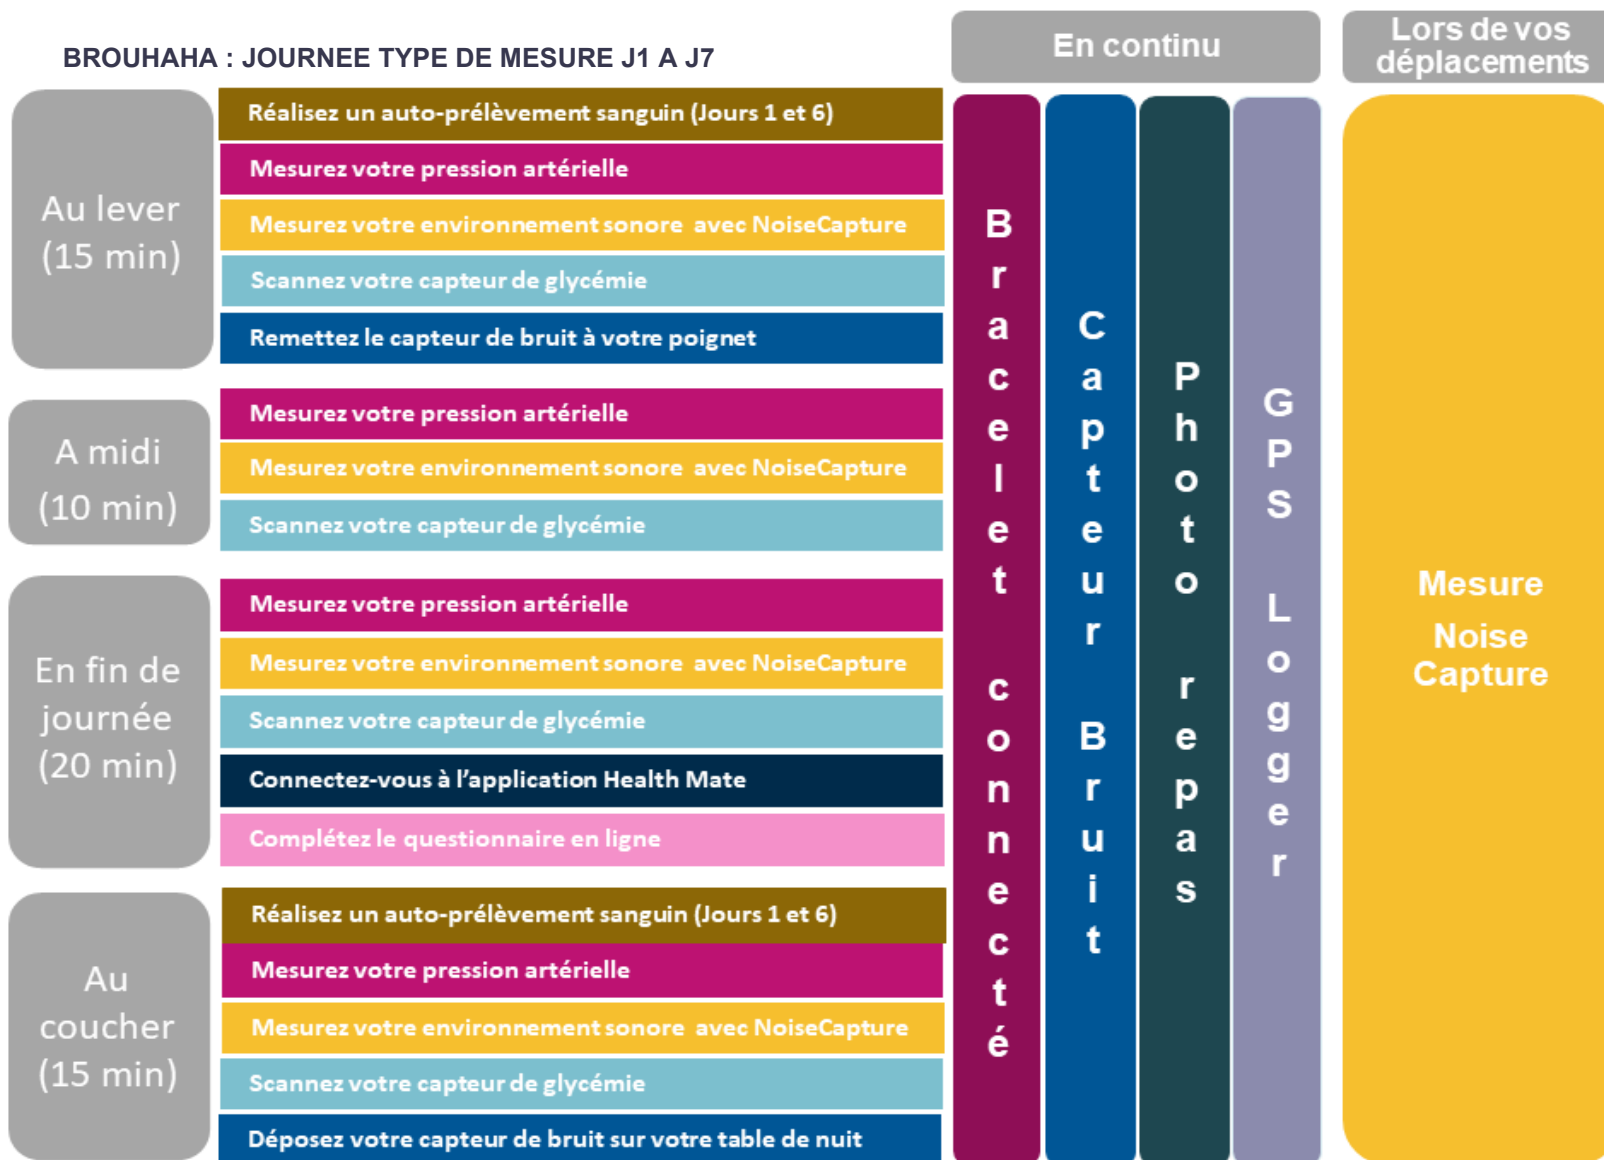 BROUHAHA : JOURNEE TYPE DE MESURE J1 A J7
En continu
Lors de vos
déplacements
Au lever
(15 min)
Réalisez un auto-prélèvement sanguin (Jours 1 et 6)
Mesurez votre pression artérielle
Mesurez votre environnement sonore avec NoiseCapture
Scannez votre capteur de glycémie
Remettez le capteur de bruit à votre poignet
A midi
(10 min)
Mesurez votre pression artérielle
Mesurez votre environnement sonore avec NoiseCapture
Scannez votre capteur de glycémie
En fin de
journée
(20 min)
Mesurez votre pression artérielle
Mesurez votre environnement sonore avec NoiseCapture
Scannez votre capteur de glycémie
Connectez-vous à l’application Health Mate
Complétez le questionnaire en ligne
Au
coucher
(15 min)
Réalisez un auto-prélèvement sanguin (Jours 1 et 6)
Mesurez votre pression artérielle
Mesurez votre environnement sonore avec NoiseCapture
Scannez votre capteur de glycémie
Déposez votre capteur de bruit sur votre table de nuit
Bracelet connecté
Capteur Bruit
Photo repas
GPS Logger
Mesure
Noise
Capture